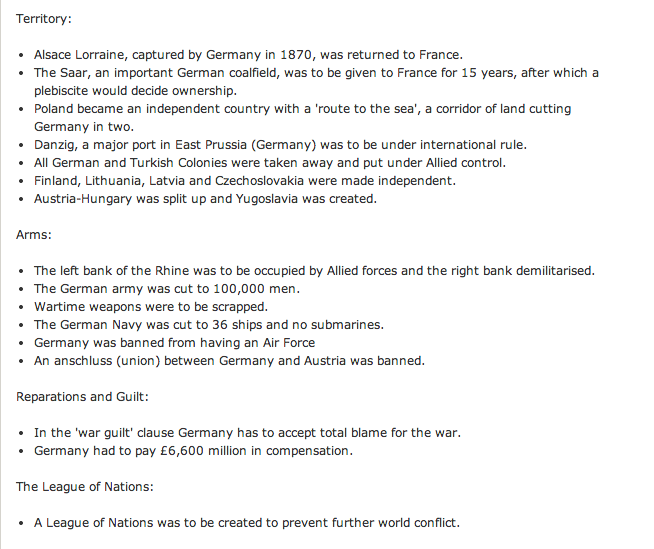 Territory:
• Alsace Lorraine, captured by Germany in 1870, was returned to France.
• The Saar, an important German coalfield, was to be given to France for 15 years, after which a
plebiscite would decide ownership.
• Poland became an independent country with a 'route to the sea', a corridor of land cutting
Germany in two.
• Danzig, a major port in East Prussia (Germany) was to be under international rule.
• All German and Turkish Colonies were taken away and put under Allied control.
• Finland, Lithuania, Latvia and Czechoslovakia were made independent.
• Austria-Hungary was split up and Yugoslavia was created.
Arms:
• The left bank of the Rhine was to be occupied by Allied forces and the right bank demilitarised.
• The German army was cut to 100,000 men.
• Wartime weapons were to be scrapped.
• The German Navy was cut to 36 ships and no submarines.
• Germany was banned from having an Air Force
• An anschluss (union) between Germany and Austria was banned.
Reparations and Guilt:
• In the 'war guilt' clause Germany has to accept total blame for the war.
• Germany had to pay £6,600 million in compensation.
The League of Nations:
• A League of Nations was to be created to prevent further world conflict.